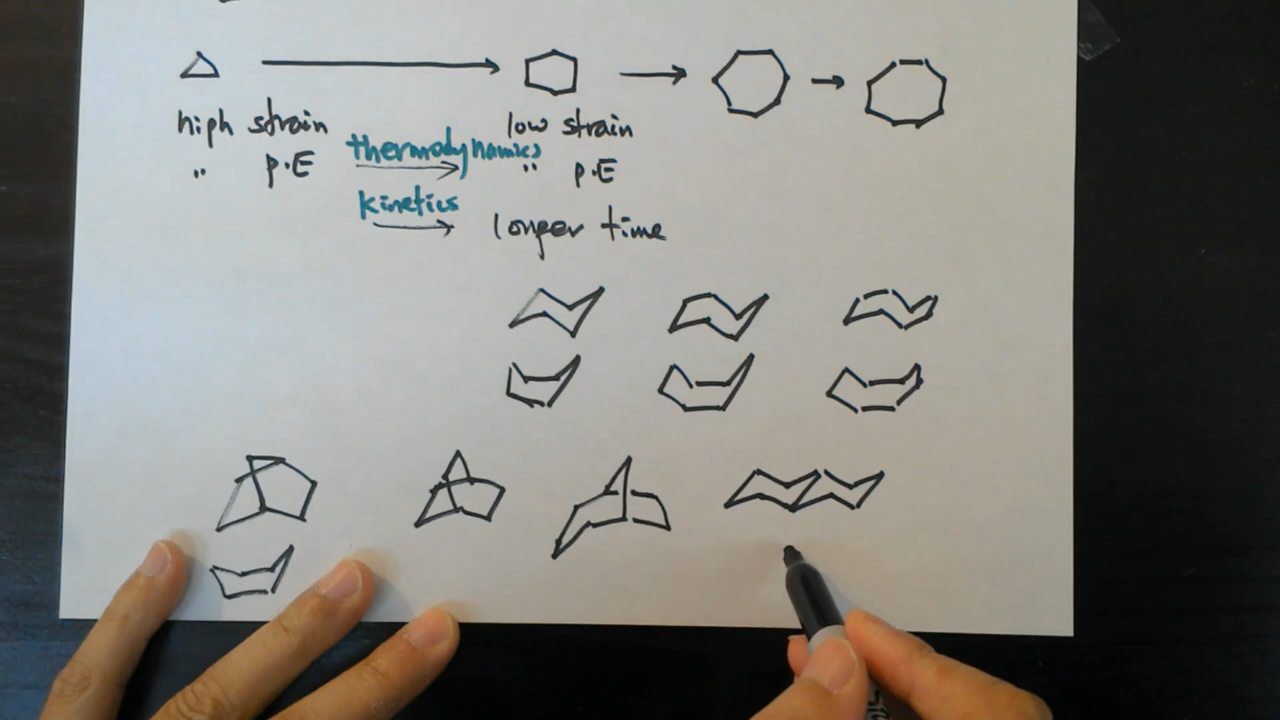 high strain
low strain
thermodynamics
" P.E
" P.E
kinetics
longer time